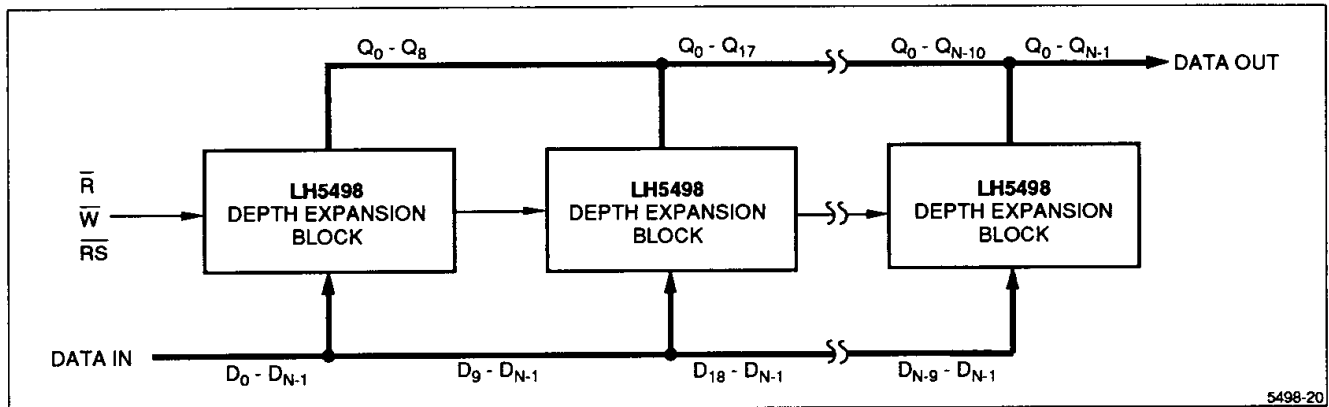 Q0 - Q8
Q0 - Q17
Q0 - QN-10
Q0 - QN-1
DATA OUT
LH5498
DEPTH EXPANSION
BLOCK
LH5498
DEPTH EXPANSION
BLOCK
LH5498
DEPTH EXPANSION
BLOCK
R̅
W̅
R̅S̅
DATA IN
D0 - DN-1
D9 - DN-1
D18 - DN-1
DN-9 - DN-1
5498-20